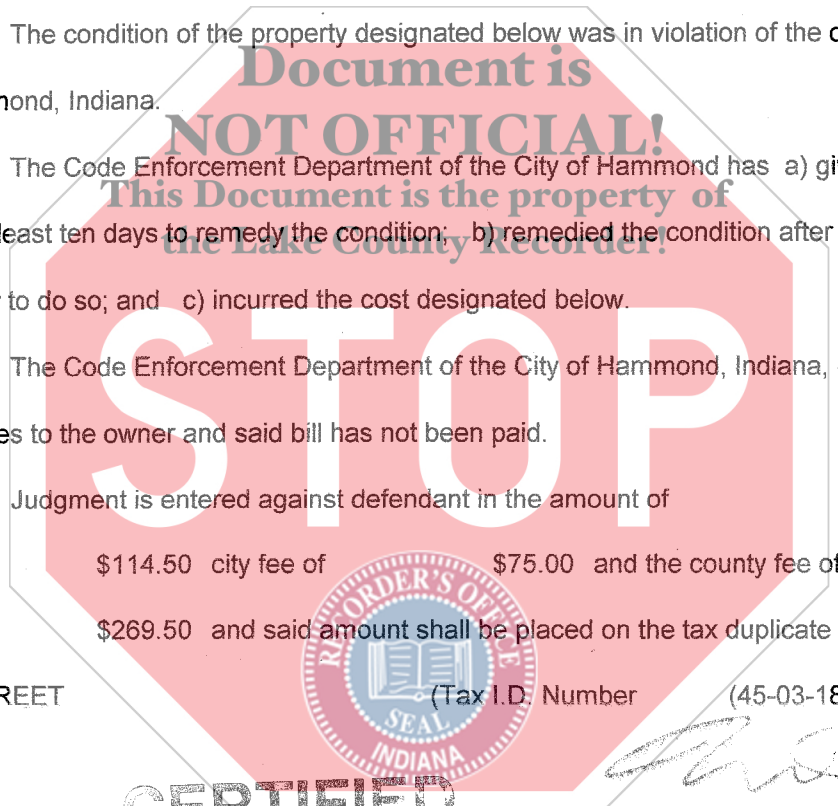 The condition of the property designated below was in violation of the
Document is
mond, Indiana.
NOT OFFICIAL!
The Code Enforcement Department of the City of Hammond has a)
This Document is the property of
least ten days to remedy the condition; b) remedied the condition after
the Lake County Recorder!
to do so; and c) incurred the cost designated below.
STOP
The Code Enforcement Department of the City of Hammond, Indiana,
es to the owner and said bill has not been paid.
Judgment is entered against defendant in the amount of
$114.50 city fee of $75.00 and the county fee of
$269.50 and said amount shall be placed on the tax duplicate
REET (Tax I.D. Number (45-03-18
RECORDER'S OFFICE
SEAL
INDIANA
CERTIFIED